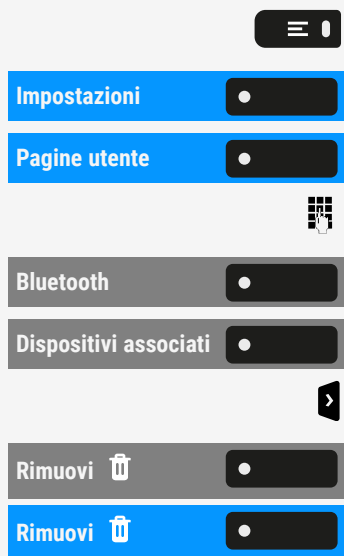 Impostazioni
Pagine utente
Bluetooth
Dispositivi associati
Rimuovi
Rimuovi